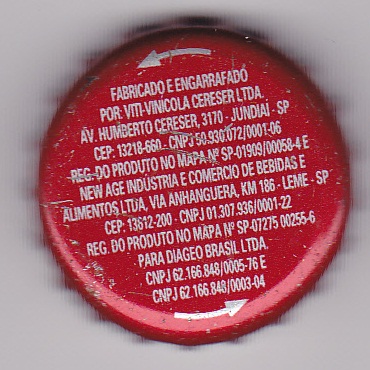 FABRICADO E ENGARRAFADO
POR: VITI-VINÍCOLA CERESER LTDA.
AV. HUMBERTO CERESER, 3170 - JUNDIAÍ - SP
CEP: 13218-660 - CNPJ 50.930.072/0001-06
REG. DO PRODUTO NO MAPA Nº SP-01909/00058-4 E
NEW AGE INDÚSTRIA E COMÉRCIO DE BEBIDAS E
ALIMENTOS LTDA, VIA ANHANGUERA, KM 186 - LEME - SP
CEP: 13612-200 - CNPJ 01.307.936/0001-22
REG. DO PRODUTO NO MAPA Nº SP-07275 00255-6
PARA DIAGEO BRASIL LTDA.
CNPJ 62.166.848/0005-76 E
CNPJ 62.166.848/0003-04